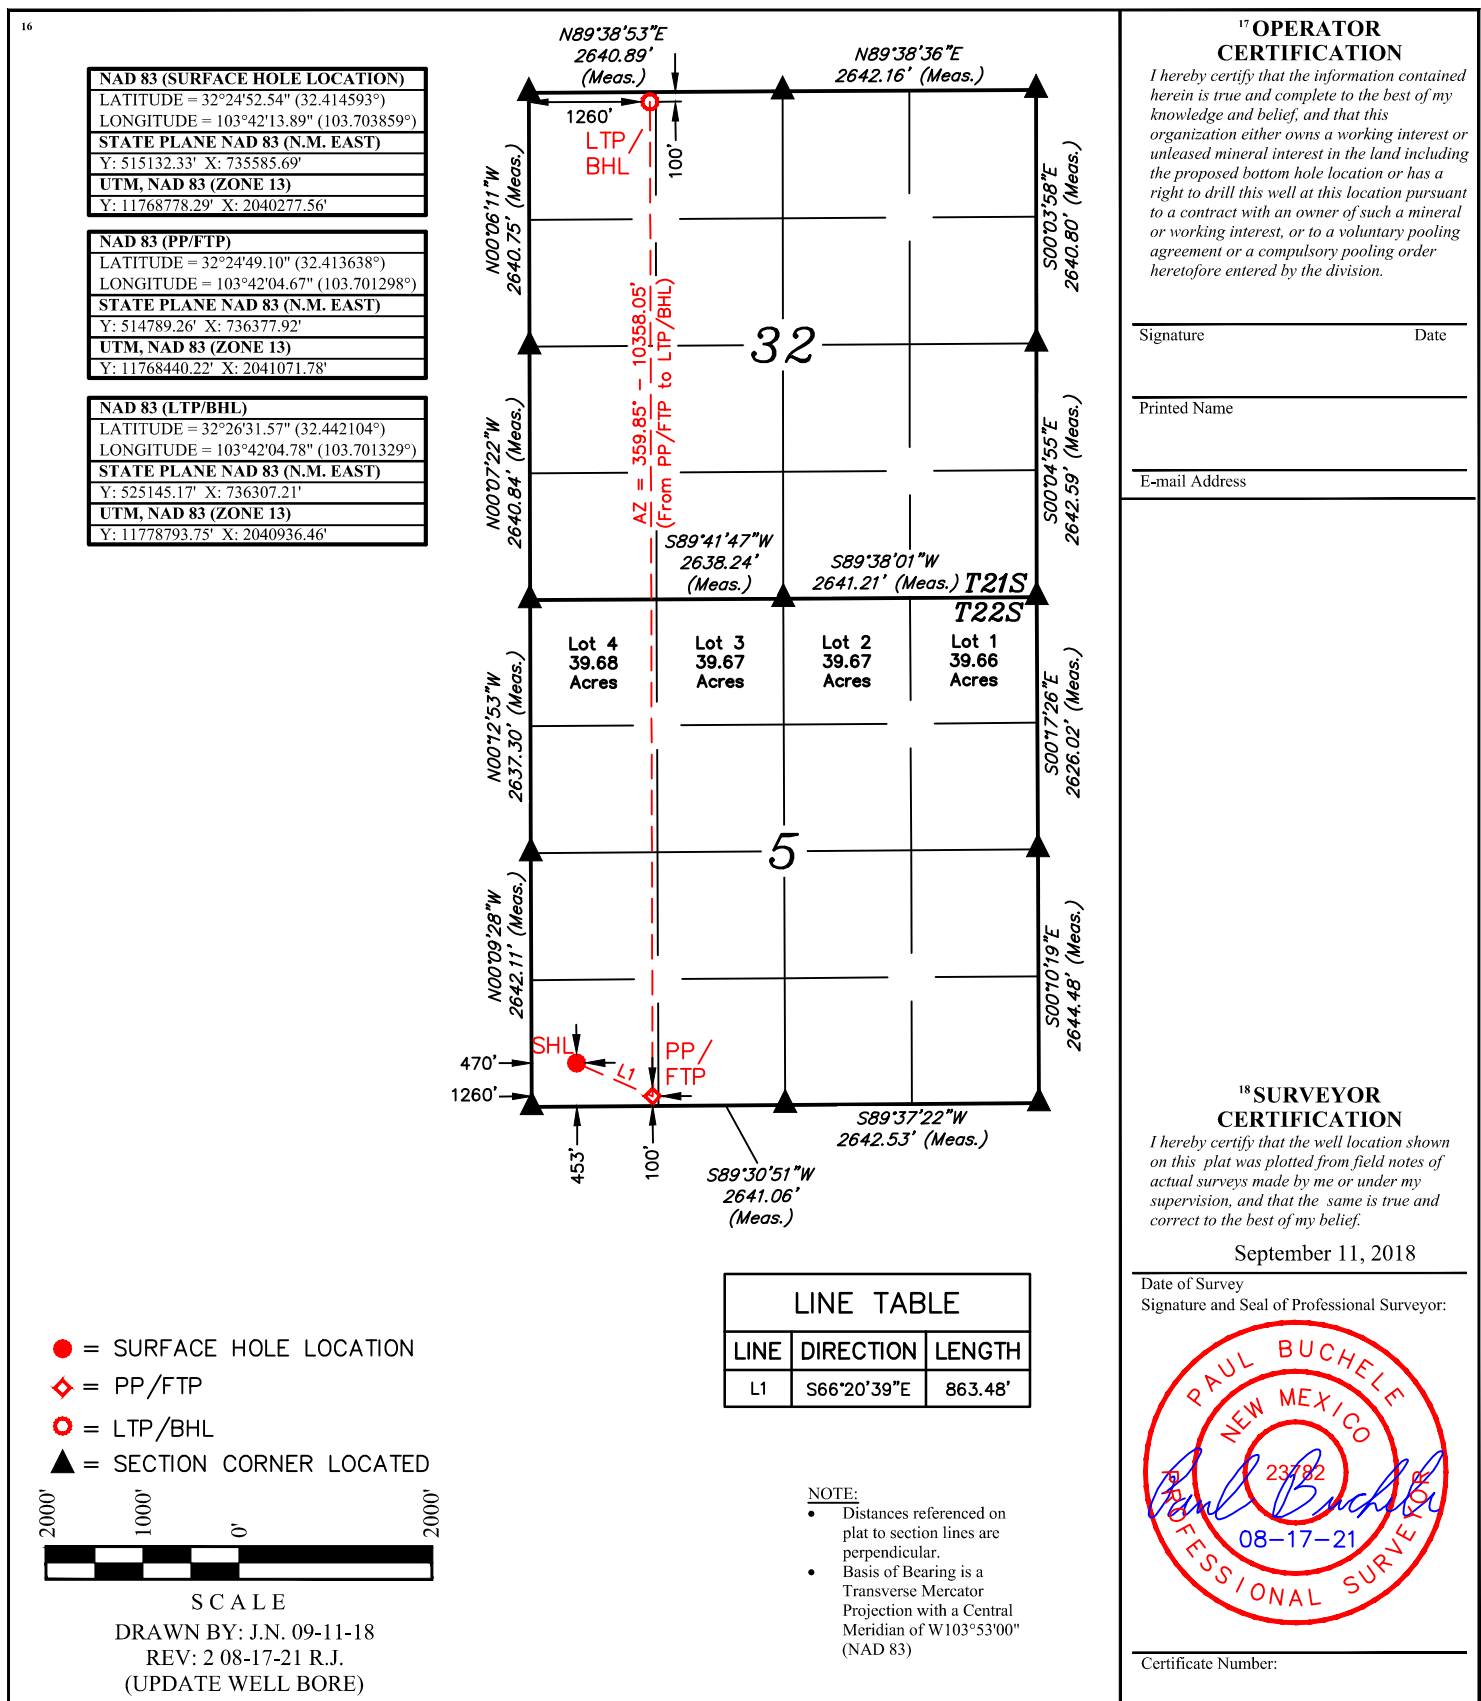 16
NAD 83 (SURFACE HOLE LOCATION)
LATITUDE = 32°24'52.54" (32.414593°)
LONGITUDE = 103°42'13.89" (103.703859°)
STATE PLANE NAD 83 (N.M. EAST)
Y: 515132.33' X: 735585.69'
UTM, NAD 83 (ZONE 13)
Y: 11768778.29' X: 2040277.56'
NAD 83 (PP/FTP)
LATITUDE = 32°24'49.10" (32.413638°)
LONGITUDE = 103°42'04.67" (103.701298°)
STATE PLANE NAD 83 (N.M. EAST)
Y: 514789.26' X: 736377.92'
UTM, NAD 83 (ZONE 13)
Y: 11768440.22' X: 2041071.78'
NAD 83 (LTP/BHL)
LATITUDE = 32°26'31.57" (32.442104°)
LONGITUDE = 103°42'04.78" (103.701329°)
STATE PLANE NAD 83 (N.M. EAST)
Y: 525145.17' X: 736307.21'
UTM, NAD 83 (ZONE 13)
Y: 11778793.75' X: 2040936.46'
N89°38'53"E
2640.89'
(Meas.)
N89°38'36"E
2642.16' (Meas.)
1260'
100'
LTP/
BHL
N00°06'11"W
2640.75' (Meas.)
S00°03'58"E
2640.80' (Meas.)
AZ = 359.85° - 10358.05'
(From PP/FTP to LTP/BHL)
32
N00°07'22"W
2640.84' (Meas.)
S00°04'55"E
2642.59' (Meas.)
S89°41'47"W
2638.24'
(Meas.)
S89°38'01"W
2641.21' (Meas.)
T21S
T22S
Lot 4
39.68
Acres
Lot 3
39.67
Acres
Lot 2
39.67
Acres
Lot 1
39.66
Acres
N00°12'53"W
2637.30' (Meas.)
S00°17'26"E
2626.02' (Meas.)
5
N00°09'28"W
2642.11' (Meas.)
S00°10'19"E
2644.48' (Meas.)
SHL
L1
PP/
FTP
470'
1260'
453'
100'
S89°37'22"W
2642.53' (Meas.)
S89°30'51"W
2641.06'
(Meas.)
LINE TABLE
LINE DIRECTION LENGTH
L1 S66°20'39"E 863.48'
= SURFACE HOLE LOCATION
= PP/FTP
= LTP/BHL
= SECTION CORNER LOCATED
2000' 1000' 0' 2000'
SCALE
DRAWN BY: J.N. 09-11-18
REV: 2 08-17-21 R.J.
(UPDATE WELL BORE)
NOTE:
• Distances referenced on
plat to section lines are
perpendicular.
• Basis of Bearing is a
Transverse Mercator
Projection with a Central
Meridian of W103°53'00"
(NAD 83)
17 OPERATOR
CERTIFICATION
I hereby certify that the information contained
herein is true and complete to the best of my
knowledge and belief, and that this
organization either owns a working interest or
unleased mineral interest in the land including
the proposed bottom hole location or has a
right to drill this well at this location pursuant
to a contract with an owner of such a mineral
or working interest, or to a voluntary pooling
agreement or a compulsory pooling order
heretofore entered by the division.
Signature Date
Printed Name
E-mail Address
18 SURVEYOR
CERTIFICATION
I hereby certify that the well location shown
on this plat was plotted from field notes of
actual surveys made by me or under my
supervision, and that the same is true and
correct to the best of my belief.
September 11, 2018
Date of Survey
Signature and Seal of Professional Surveyor:
PAUL BUCHELE
NEW MEXICO
23782
Paul Buchele
08-17-21
PROFESSIONAL SURVEYOR
Certificate Number: